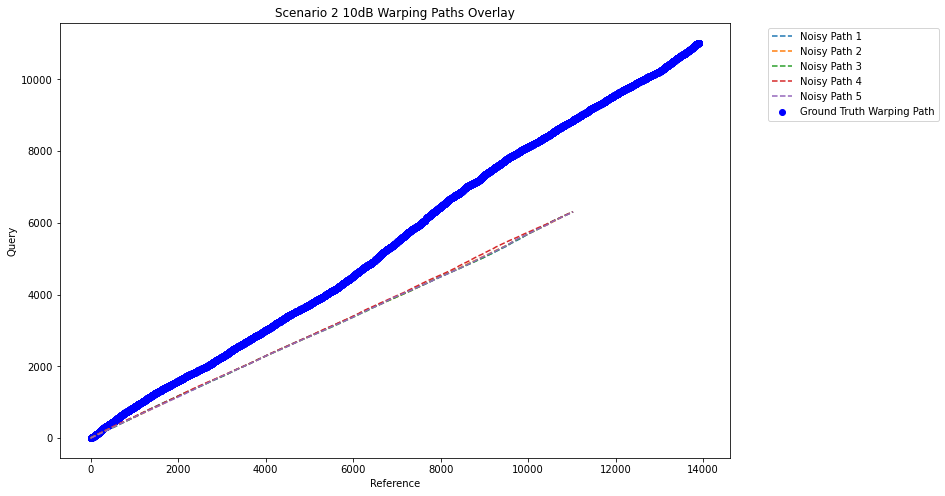 Scenario 2 10dB Warping Paths Overlay
Noisy Path 1
Noisy Path 2
Noisy Path 3
Noisy Path 4
Noisy Path 5
Ground Truth Warping Path
10000
8000
6000
4000
2000
0
Query
0 2000 4000 6000 8000 10000 12000 14000
Reference